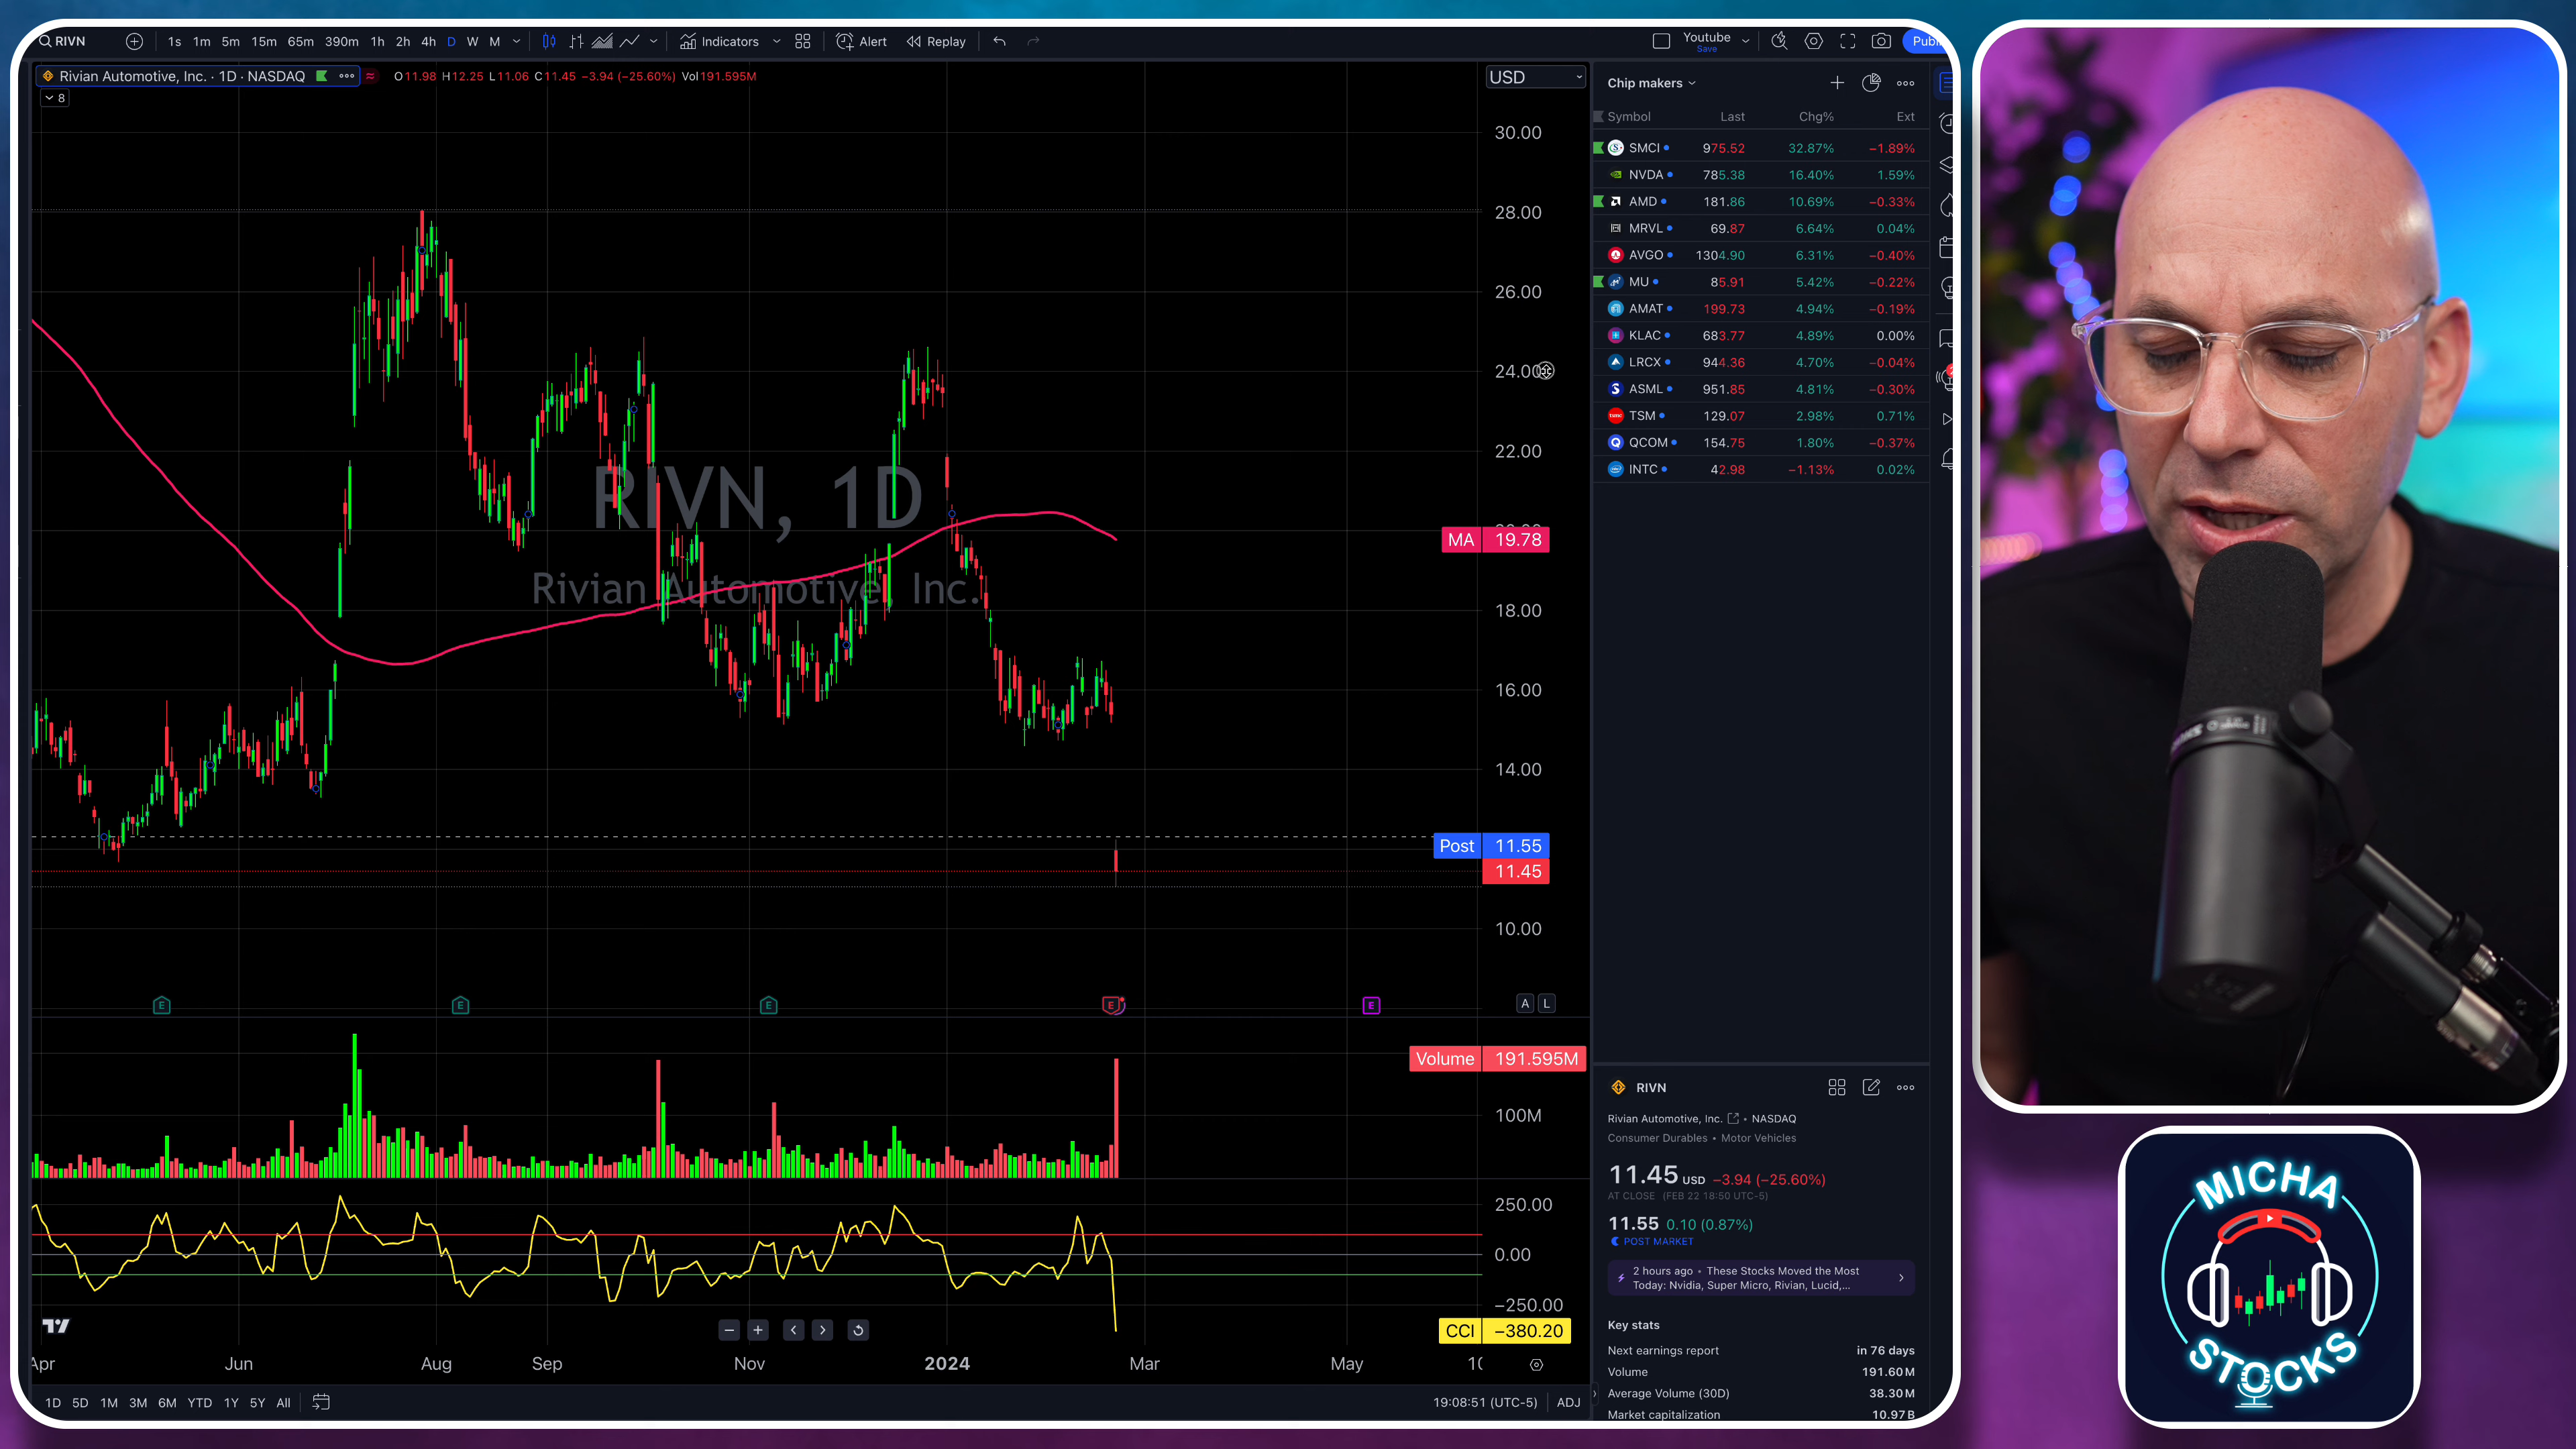 RIVN 1s 1m 5m 15m 65m 390m 1h 2h 4h D W M Indicators Alert Replay Youtube
Save
Rivian Automotive, Inc. · 1D · NASDAQ O11.98 H12.25 L11.06 C11.45 −3.94 (−25.60%) Vol191.595M
8
USD
30.00
28.00
26.00
24.00
22.00
RIVN, 1D
Rivian Automotive, Inc.
MA 19.78
18.00
16.00
14.00
Post 11.55
11.45
10.00
E E E E E
A L
Volume 191.595M
100M
250.00
0.00
−250.00
CCI −380.20
Apr Jun Aug Sep Nov 2024 Mar May
1D 5D 1M 3M 6M YTD 1Y 5Y All 19:08:51 (UTC-5) ADJ
Chip makers
Symbol Last Chg% Ext
SMCI 975.52 32.87% −1.89%
NVDA 785.38 16.40% 1.59%
AMD 181.86 10.69% −0.33%
MRVL 69.87 6.64% 0.04%
AVGO 1304.90 6.31% −0.40%
MU 85.91 5.42% −0.22%
AMAT 199.73 4.94% −0.19%
KLAC 683.77 4.89% 0.00%
LRCX 944.36 4.70% −0.04%
ASML 951.85 4.81% −0.30%
TSM 129.07 2.98% 0.71%
QCOM 154.75 1.80% −0.37%
INTC 42.98 −1.13% 0.02%
RIVN
Rivian Automotive, Inc. • NASDAQ
Consumer Durables • Motor Vehicles
11.45 USD −3.94 (−25.60%)
AT CLOSE (FEB 22 18:50 UTC-5)
11.55 0.10 (0.87%)
POST MARKET
2 hours ago • These Stocks Moved the Most
Today: Nvidia, Super Micro, Rivian, Lucid,...
Key stats
Next earnings report in 76 days
Volume 191.60M
Average Volume (30D) 38.30M
Market capitalization 10.97B
MICHA
STOCKS